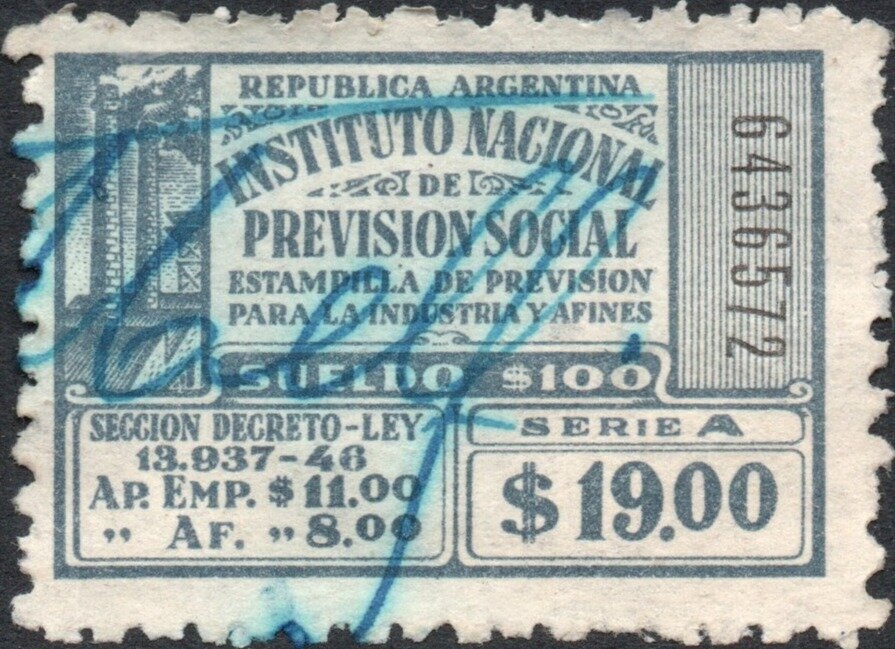 REPUBLICA ARGENTINA
INSTITUTO NACIONAL
DE
PREVISION SOCIAL
ESTAMPILLA DE PREVISION
PARA LA INDUSTRIA Y AFINES
6436572
SUELDO $100
SECCION DECRETO-LEY
13.937-46
AP. EMP. $ 11.00
„ AF. „ 8.00
SERIE A
$19.00